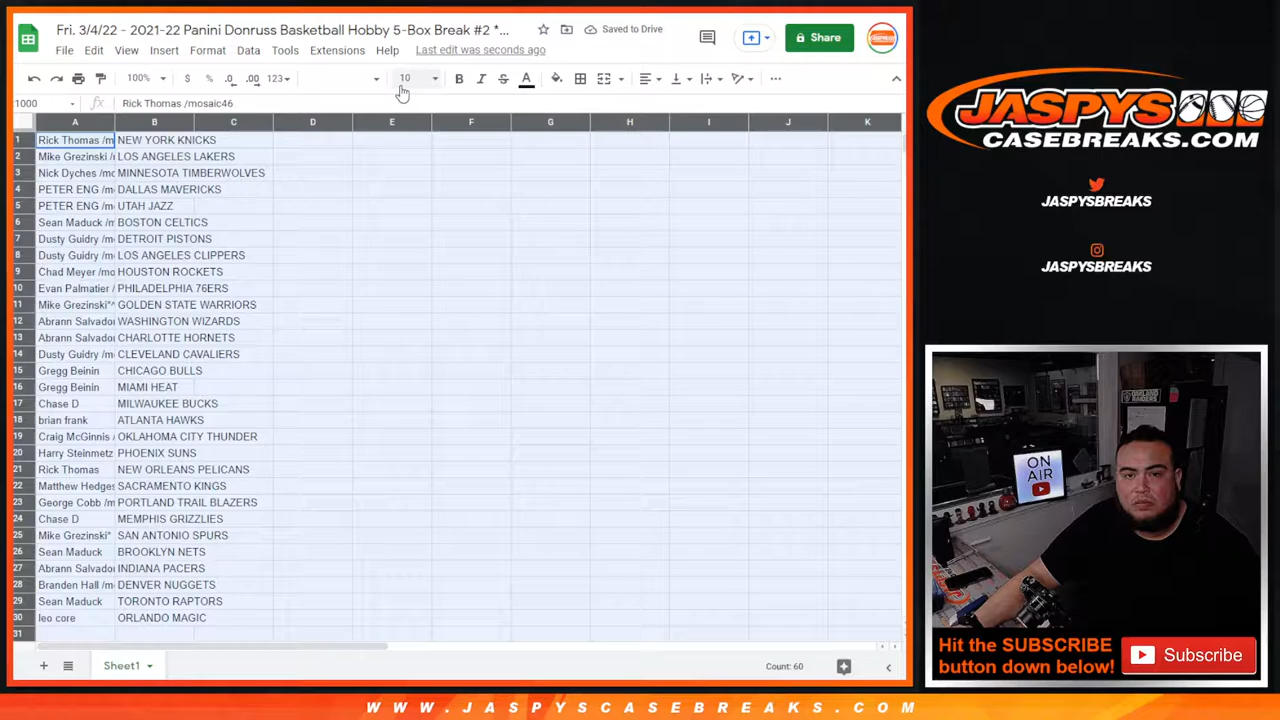 Fri. 3/4/22 - 2021-22 Panini Donruss Basketball Hobby 5-Box Break #2 *...
Saved to Drive
Share
File Edit View Insert Format Data Tools Extensions Help Last edit was seconds ago
100% $ % .0 .00 123 10 B I S A
1000 fx Rick Thomas /mosaic46
A B C D E F G H I J K
1 Rick Thomas /m NEW YORK KNICKS
2 Mike Grezinski /r LOS ANGELES LAKERS
3 Nick Dyches /mo MINNESOTA TIMBERWOLVES
4 PETER ENG /mo DALLAS MAVERICKS
5 PETER ENG /mo UTAH JAZZ
6 Sean Maduck /m BOSTON CELTICS
7 Dusty Guidry /mo DETROIT PISTONS
8 Dusty Guidry /mo LOS ANGELES CLIPPERS
9 Chad Meyer /mo HOUSTON ROCKETS
10 Evan Palmatier / PHILADELPHIA 76ERS
11 Mike Grezinski*^ GOLDEN STATE WARRIORS
12 Abrann Salvador WASHINGTON WIZARDS
13 Abrann Salvador CHARLOTTE HORNETS
14 Dusty Guidry /mo CLEVELAND CAVALIERS
15 Gregg Beinin CHICAGO BULLS
16 Gregg Beinin MIAMI HEAT
17 Chase D MILWAUKEE BUCKS
18 brian frank ATLANTA HAWKS
19 Craig McGinnis / OKLAHOMA CITY THUNDER
20 Harry Steinmetz PHOENIX SUNS
21 Rick Thomas NEW ORLEANS PELICANS
22 Matthew Hedges SACRAMENTO KINGS
23 George Cobb /m PORTLAND TRAIL BLAZERS
24 Chase D MEMPHIS GRIZZLIES
25 Mike Grezinski* SAN ANTONIO SPURS
26 Sean Maduck BROOKLYN NETS
27 Abrann Salvador INDIANA PACERS
28 Branden Hall /mo DENVER NUGGETS
29 Sean Maduck TORONTO RAPTORS
30 leo core ORLANDO MAGIC
31
Sheet1
Count: 60
JASPYS
CASEBREAKS.COM
JASPYSBREAKS
JASPYSBREAKS
OAKLAND
RAIDERS
ON
AIR
Hit the SUBSCRIBE
button down below!
Subscribe
WWW.JASPYSCASEBREAKS.COM